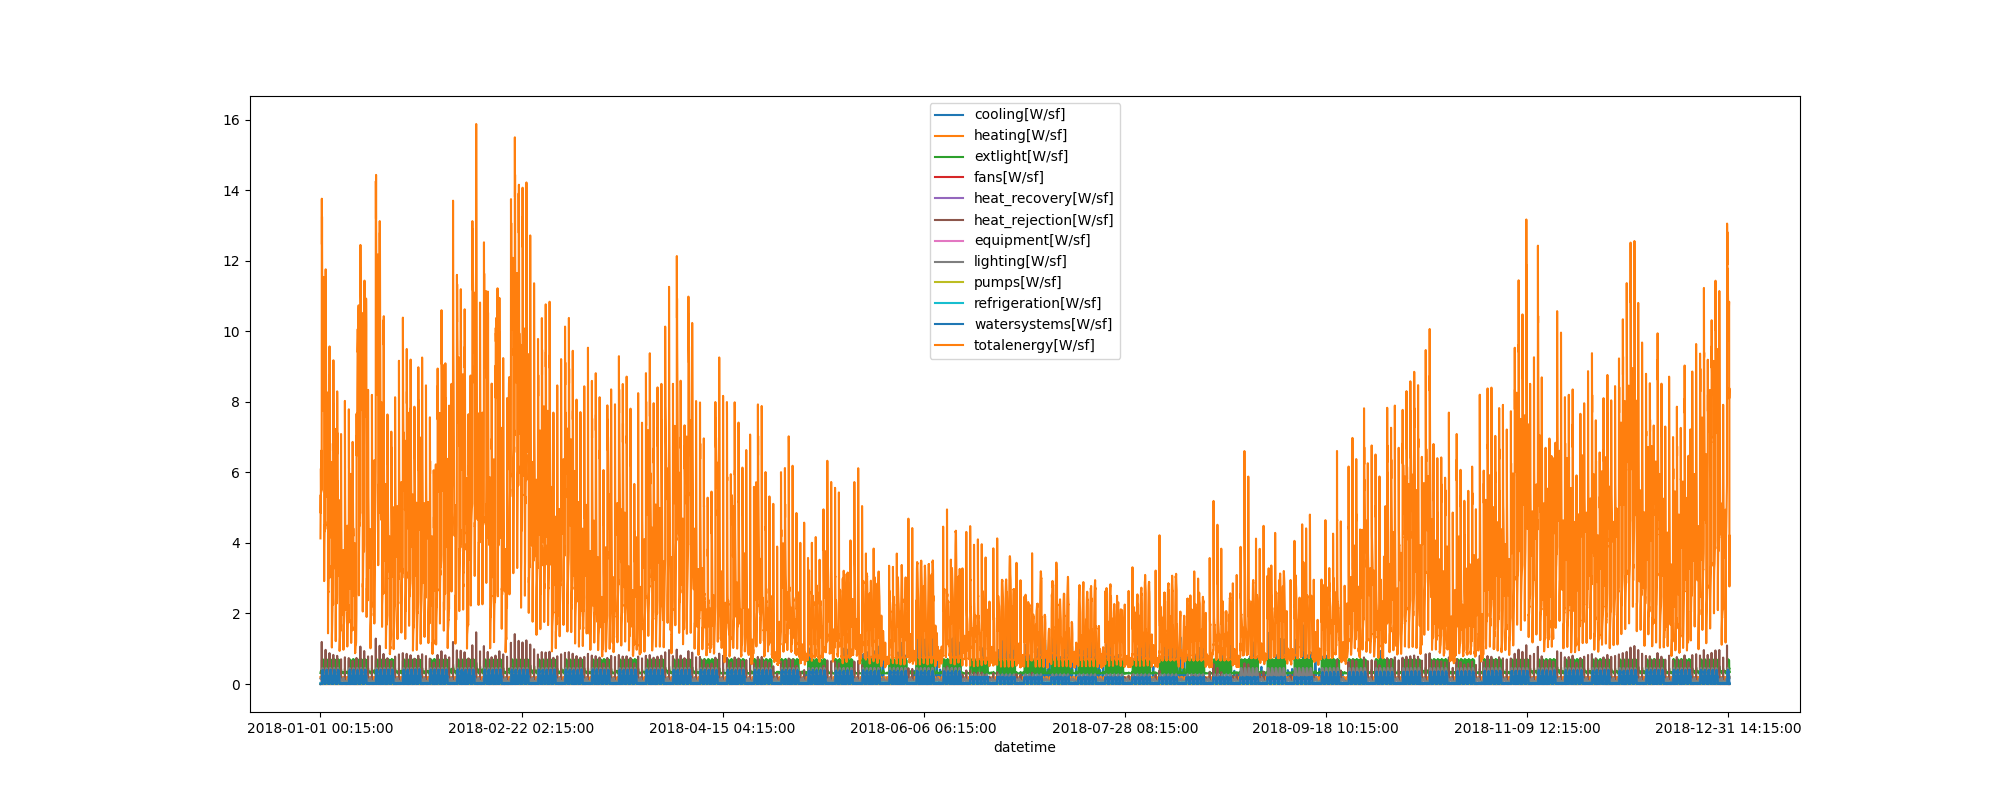 16
14
12
10
8
6
4
2
0
cooling[W/sf]
heating[W/sf]
extlight[W/sf]
fans[W/sf]
heat_recovery[W/sf]
heat_rejection[W/sf]
equipment[W/sf]
lighting[W/sf]
pumps[W/sf]
refrigeration[W/sf]
watersystems[W/sf]
totalenergy[W/sf]
2018-01-01 00:15:00 2018-02-22 02:15:00 2018-04-15 04:15:00 2018-06-06 06:15:00 2018-07-28 08:15:00 2018-09-18 10:15:00 2018-11-09 12:15:00 2018-12-31 14:15:00
datetime